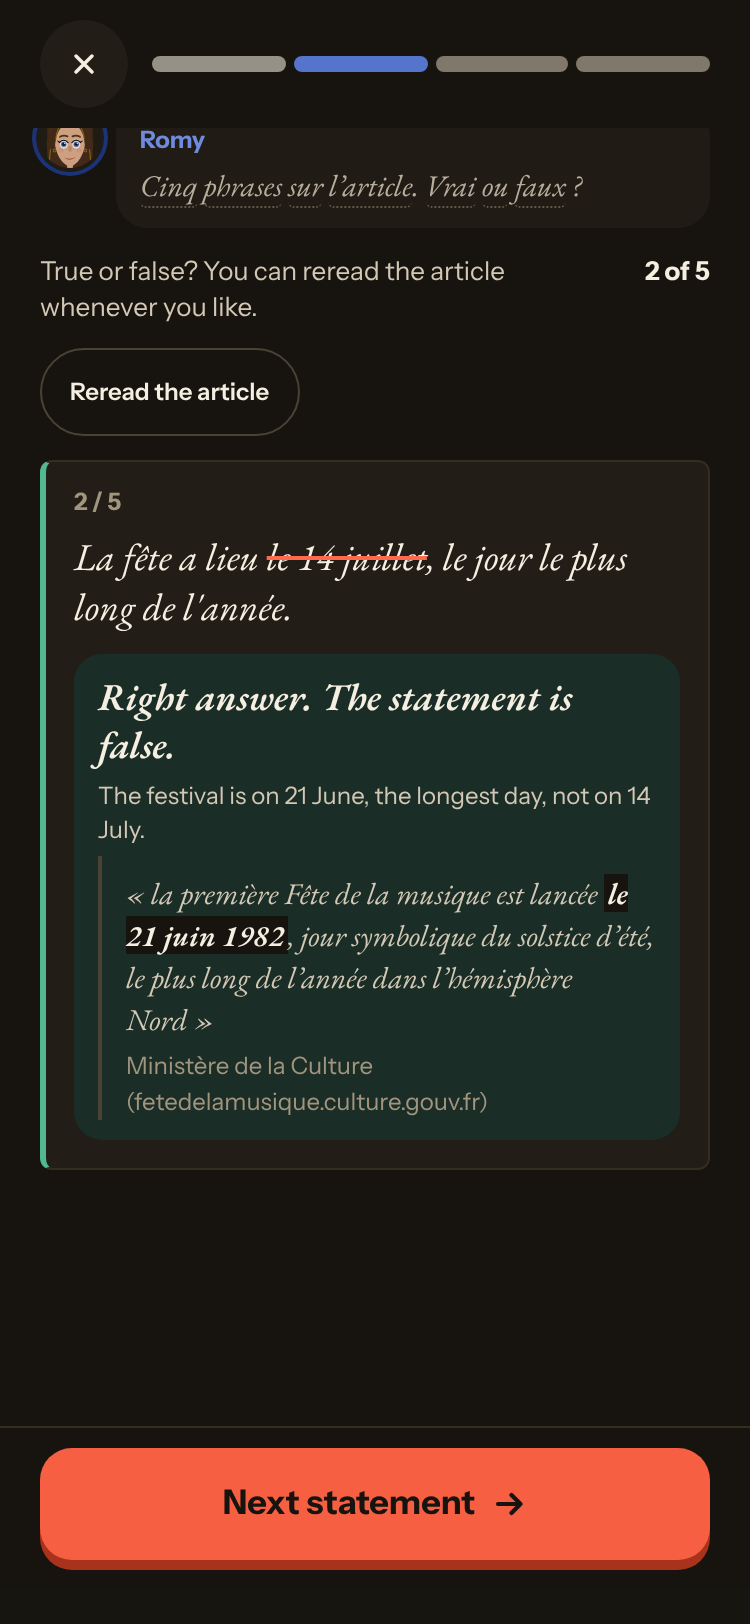 Romy
Cinq phrases sur l’article. Vrai ou faux ?
True or false? You can reread the article
whenever you like.
2 of 5
Reread the article
2 / 5
La fête a lieu le 14 juillet, le jour le plus
long de l'année.
Right answer. The statement is
false.
The festival is on 21 June, the longest day, not on 14
July.
« la première Fête de la musique est lancée le
21 juin 1982, jour symbolique du solstice d’été,
le plus long de l’année dans l’hémisphère
Nord »
Ministère de la Culture
(fetedelamusique.culture.gouv.fr)
Next statement →